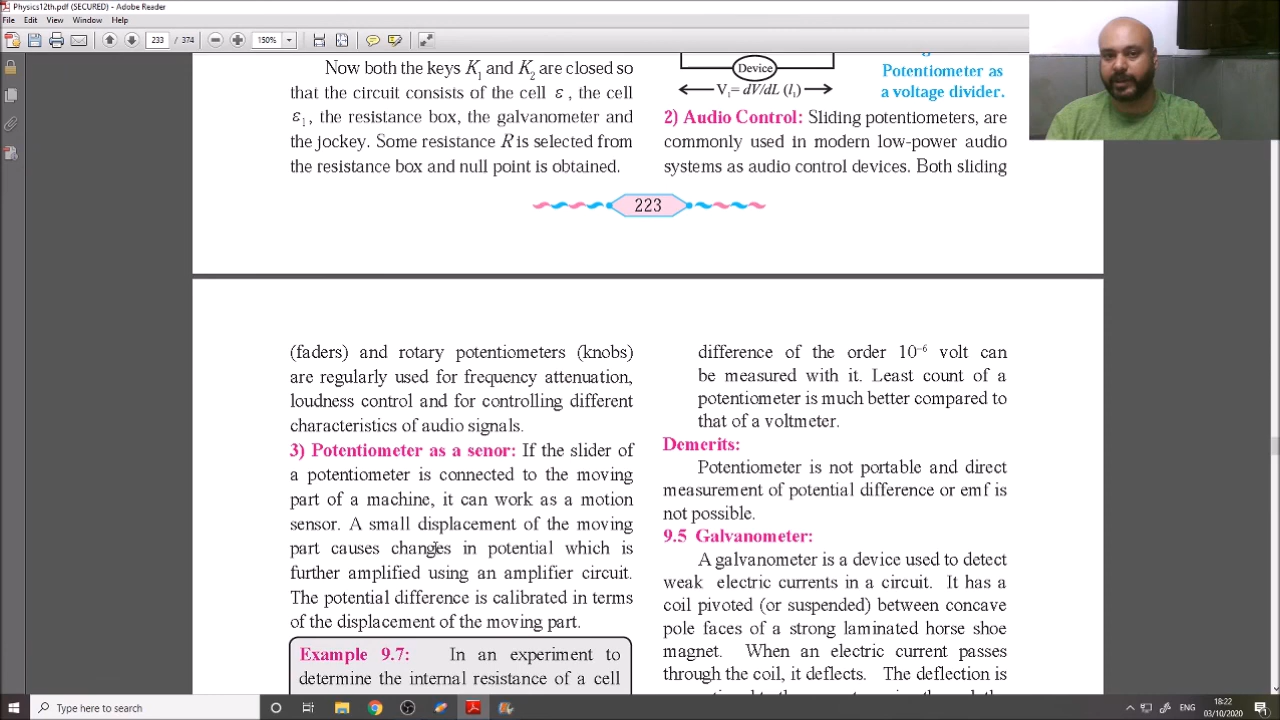 Physics12th.pdf (SECURED) - Adobe Reader
File Edit View Window Help
233 / 374 150%
Now both the keys K1 and K2 are closed so
that the circuit consists of the cell ε, the cell
ε1, the resistance box, the galvanometer and
the jockey. Some resistance R is selected from
the resistance box and null point is obtained.
Device
V1= dV/dL (l1)
Potentiometer as
a voltage divider.
2) Audio Control: Sliding potentiometers, are
commonly used in modern low-power audio
systems as audio control devices. Both sliding
223
(faders) and rotary potentiometers (knobs)
are regularly used for frequency attenuation,
loudness control and for controlling different
characteristics of audio signals.
3) Potentiometer as a senor: If the slider of
a potentiometer is connected to the moving
part of a machine, it can work as a motion
sensor. A small displacement of the moving
part causes changes in potential which is
further amplified using an amplifier circuit.
The potential difference is calibrated in terms
of the displacement of the moving part.
Example 9.7: In an experiment to
determine the internal resistance of a cell
difference of the order 10⁻⁶ volt can
be measured with it. Least count of a
potentiometer is much better compared to
that of a voltmeter.
Demerits:
Potentiometer is not portable and direct
measurement of potential difference or emf is
not possible.
9.5 Galvanometer:
A galvanometer is a device used to detect
weak electric currents in a circuit. It has a
coil pivoted (or suspended) between concave
pole faces of a strong laminated horse shoe
magnet. When an electric current passes
through the coil, it deflects. The deflection is
Type here to search
ENG
18:22
03/10/2020